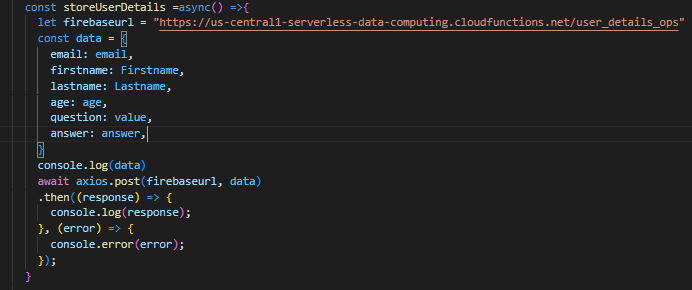 const storeUserDetails =async() =>{
let firebaseurl = "https://us-central1-serverless-data-computing.cloudfunctions.net/user_details_ops"
const data = {
email: email,
firstname: Firstname,
lastname: Lastname,
age: age,
question: value,
answer: answer,
}
console.log(data)
await axios.post(firebaseurl, data)
.then((response) => {
console.log(response);
}, (error) => {
console.error(error);
});
}